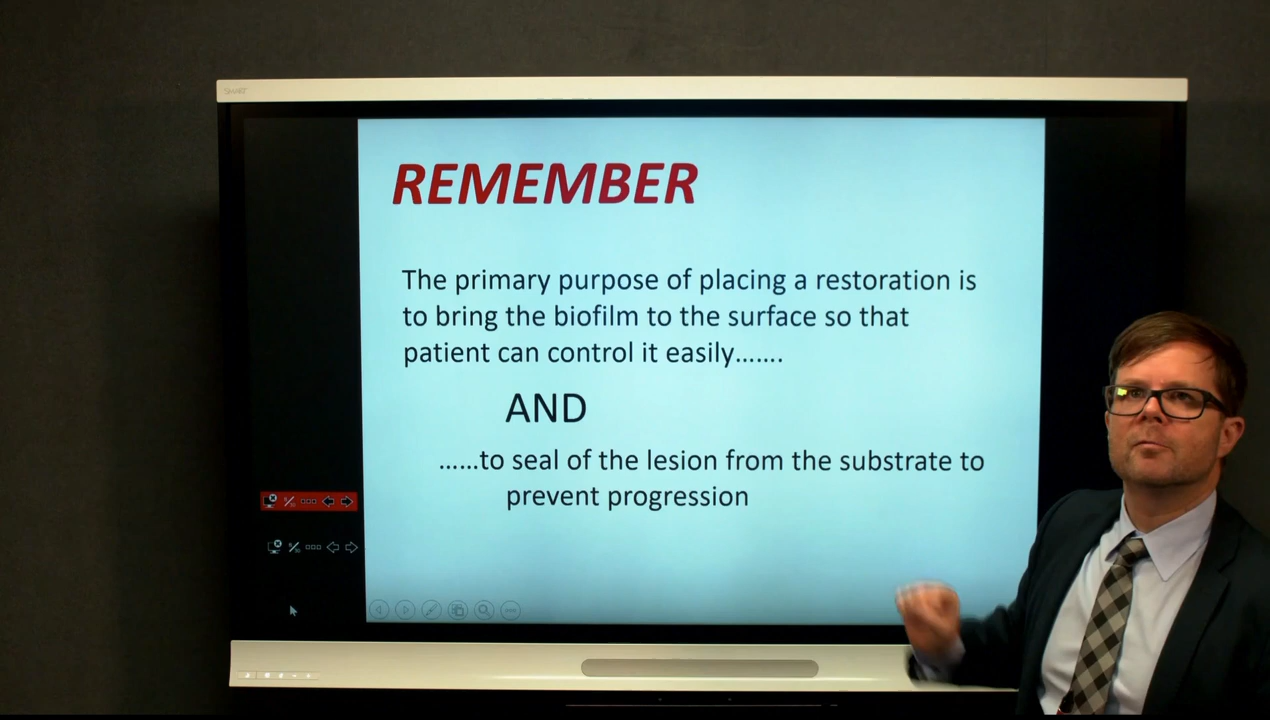 SMART
REMEMBER
The primary purpose of placing a restoration is
to bring the biofilm to the surface so that
patient can control it easily…….
AND
……to seal of the lesion from the substrate to
prevent progression